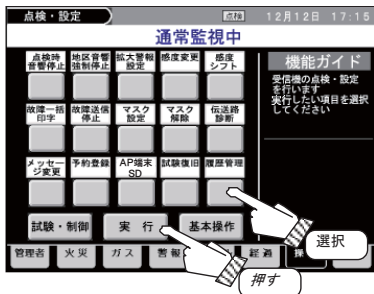 点検・設定 点検 12月12日 17:15
通常監視中
点検時音響停止 地区音響強制停止 拡大警報設定 感度変更 感度シフト
故障一括印字 故障送信停止 マスク設定 マスク解除 伝送路診断
メッセージ変更 予約登録 AP端末SD 試験復旧 履歴管理
機能ガイド
受信機の点検・設定
を行います
実行したい項目を選択
してください
試験・制御 実行 基本操作
選択
管理者 火災 ガス 警報 経過
押す